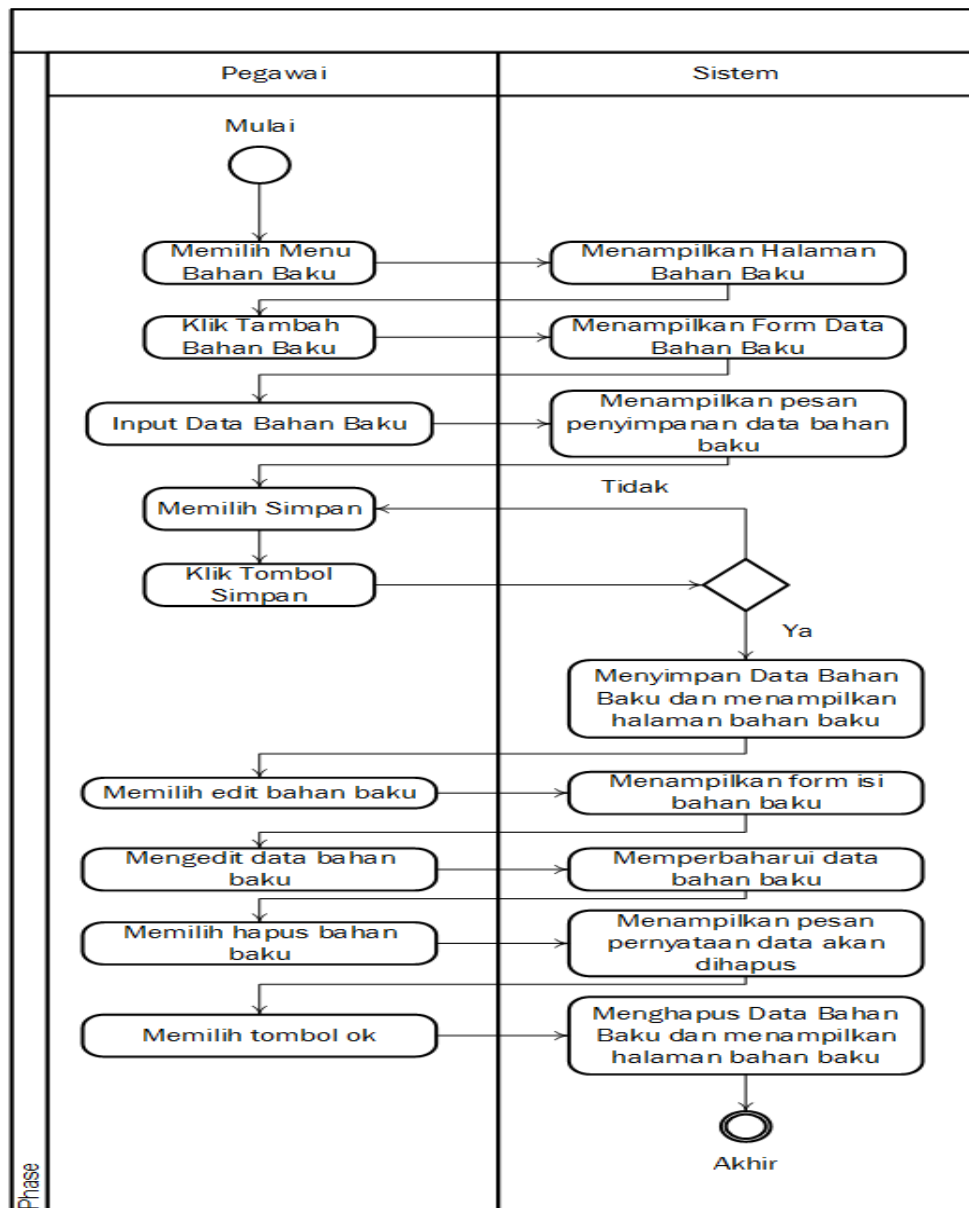 Pegawai
Sistem
Mulai
Memilih Menu
Bahan Baku
Menampilkan Halaman
Bahan Baku
Klik Tambah
Bahan Baku
Menampilkan Form Data
Bahan Baku
Input Data Bahan Baku
Menampilkan pesan
penyimpanan data bahan
baku
Tidak
Memilih Simpan
Klik Tombol
Simpan
Ya
Menyimpan Data Bahan
Baku dan menampilkan
halaman bahan baku
Memilih edit bahan baku
Menampilkan form isi
bahan baku
Mengedit data bahan
baku
Memperbaharui data
bahan baku
Memilih hapus bahan
baku
Menampilkan pesan
pernyataan data akan
dihapus
Memilih tombol ok
Menghapus Data Bahan
Baku dan menampilkan
halaman bahan baku
Akhir
Phase